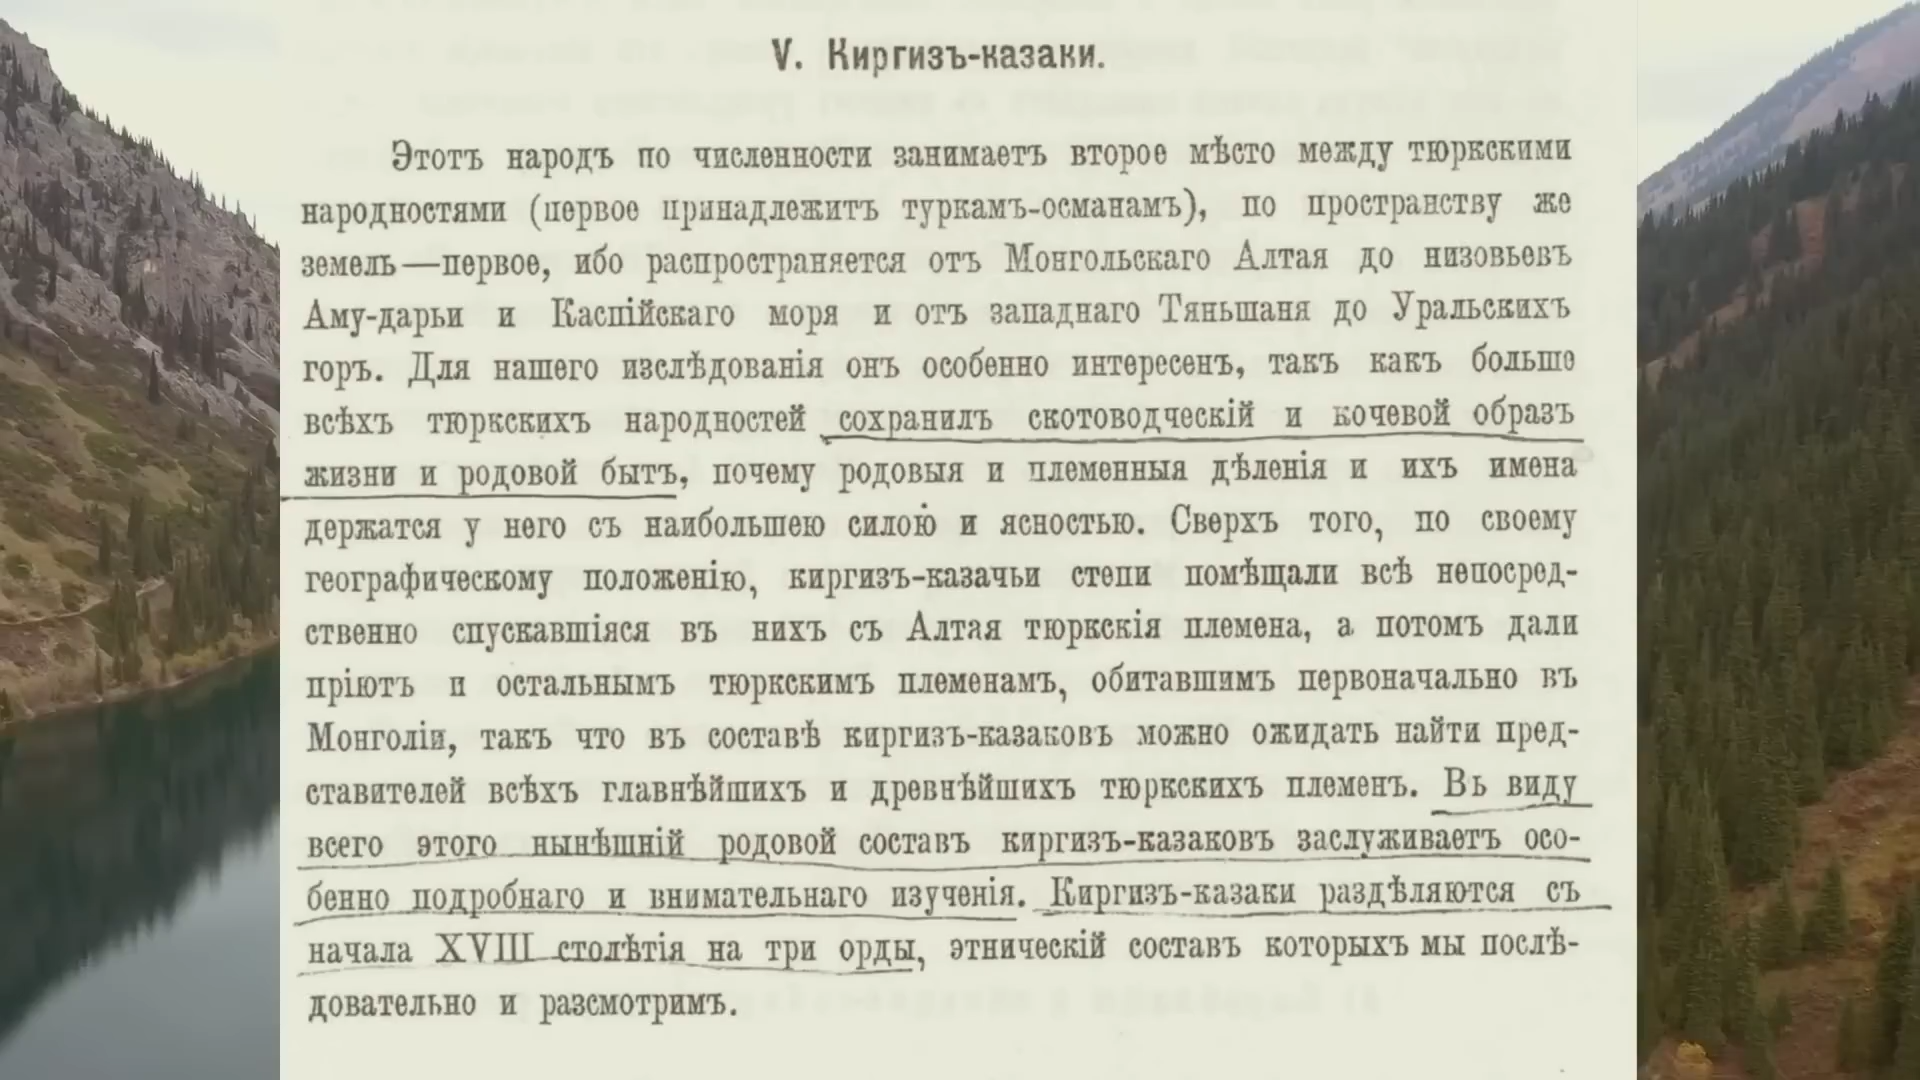 V. Киргизъ-казаки.
Этотъ народъ по численности занимаетъ второе мѣсто между тюркскими
народностями (первое принадлежитъ туркамъ-османамъ), по пространству же
земель—первое, ибо распространяется отъ Монгольскаго Алтая до низовьевъ
Аму-дарьи и Каспійскаго моря и отъ западнаго Тяньшаня до Уральскихъ
горъ. Для нашего изслѣдованія онъ особенно интересенъ, такъ какъ больше
всѣхъ тюркскихъ народностей сохранилъ скотоводческій и кочевой образъ
жизни и родовой бытъ, почему родовыя и племенныя дѣленія и ихъ имена
держатся у него съ наибольшею силою и ясностью. Сверхъ того, по своему
географическому положенію, киргизъ-казачьи степи помѣщали всѣ непосред-
ственно спускавшіяся въ нихъ съ Алтая тюркскія племена, а потомъ дали
пріютъ и остальнымъ тюркскимъ племенамъ, обитавшимъ первоначально въ
Монголіи, такъ что въ составѣ киргизъ-казаковъ можно ожидать найти пред-
ставителей всѣхъ главнѣйшихъ и древнѣйшихъ тюркскихъ племенъ. Въ виду
всего этого нынѣшній родовой составъ киргизъ-казаковъ заслуживаетъ осо-
бенно подробнаго и внимательнаго изученія. Киргизъ-казаки раздѣляются съ
начала XVIII столѣтія на три орды, этническій составъ которыхъ мы послѣ-
довательно и разсмотримъ.